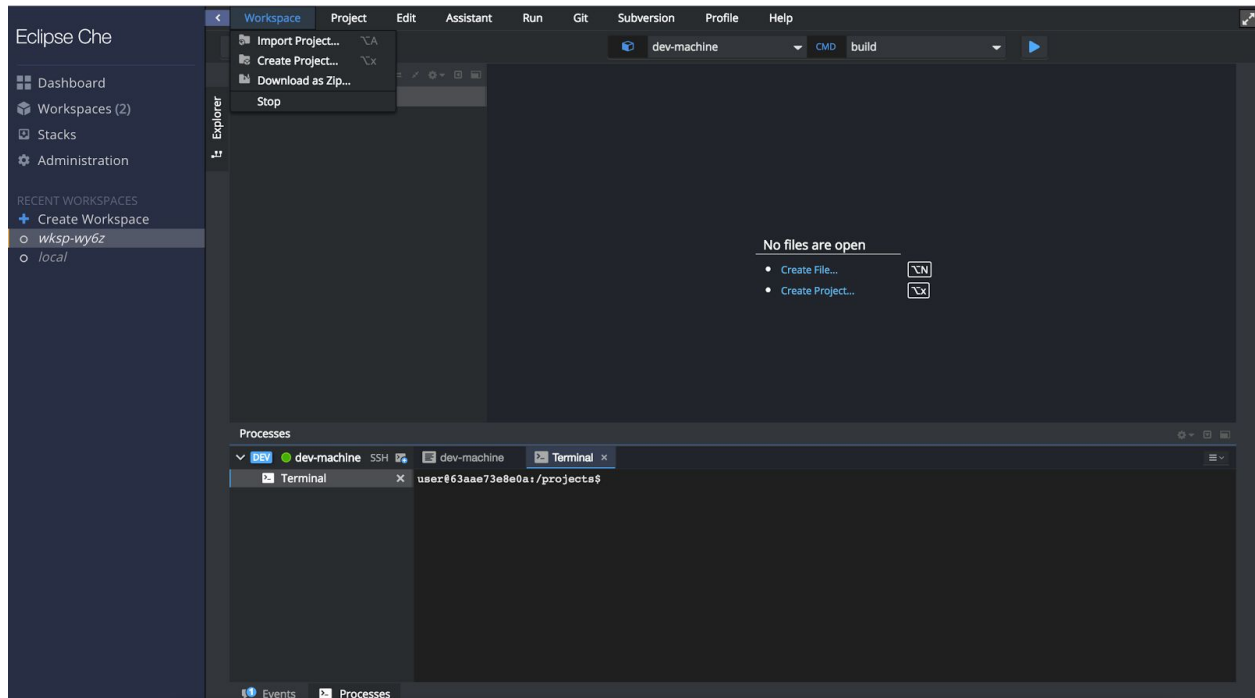 Eclipse Che
Dashboard
Workspaces (2)
Stacks
Administration
RECENT WORKSPACES
Create Workspace
wksp-wy6z
local
Workspace Project Edit Assistant Run Git Subversion Profile Help
Import Project... ⌥A
Create Project... ⌥x
Download as Zip...
Stop
dev-machine CMD build
Explorer
No files are open
Create File... ⌥N
Create Project... ⌥x
Processes
DEV dev-machine SSH dev-machine Terminal ×
Terminal × user@63aae73e8e0a:/projects$
1 Events Processes